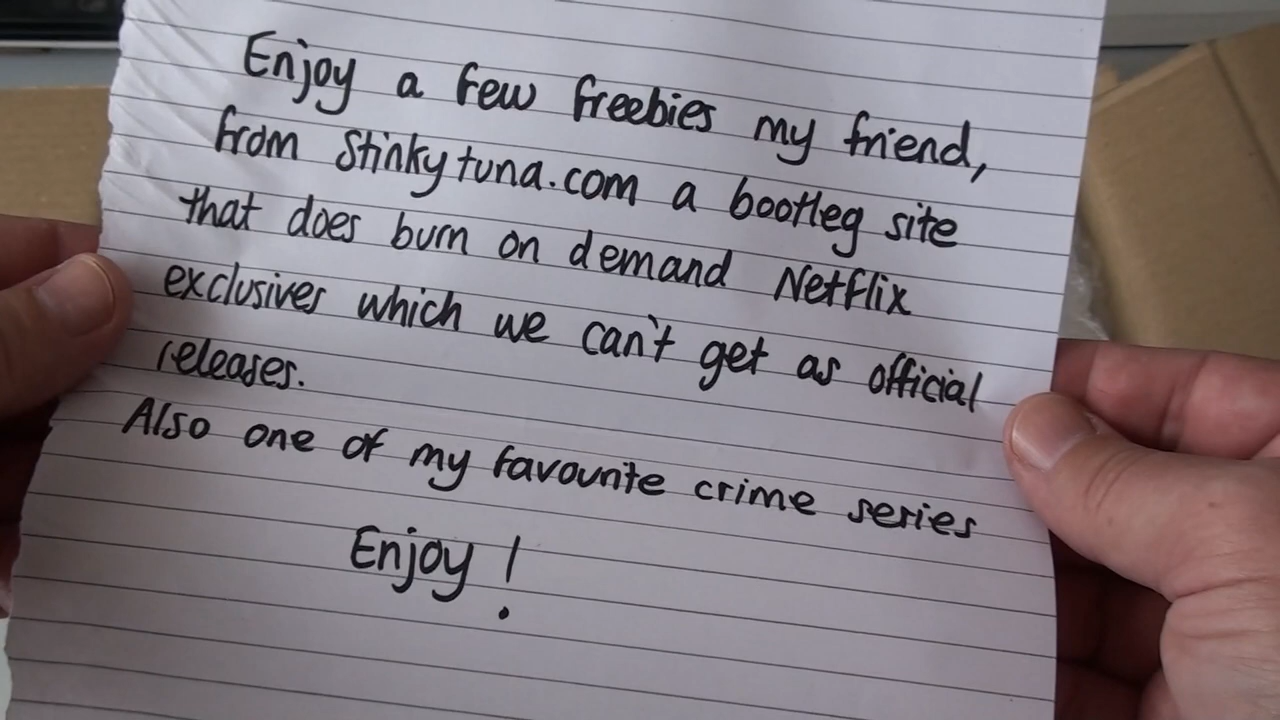 Enjoy a few freebies my friend,
from Stinkytuna.com a bootleg site
that does burn on demand Netflix
exclusives which we can't get as official
releases.
Also one of my favourite crime series
Enjoy!